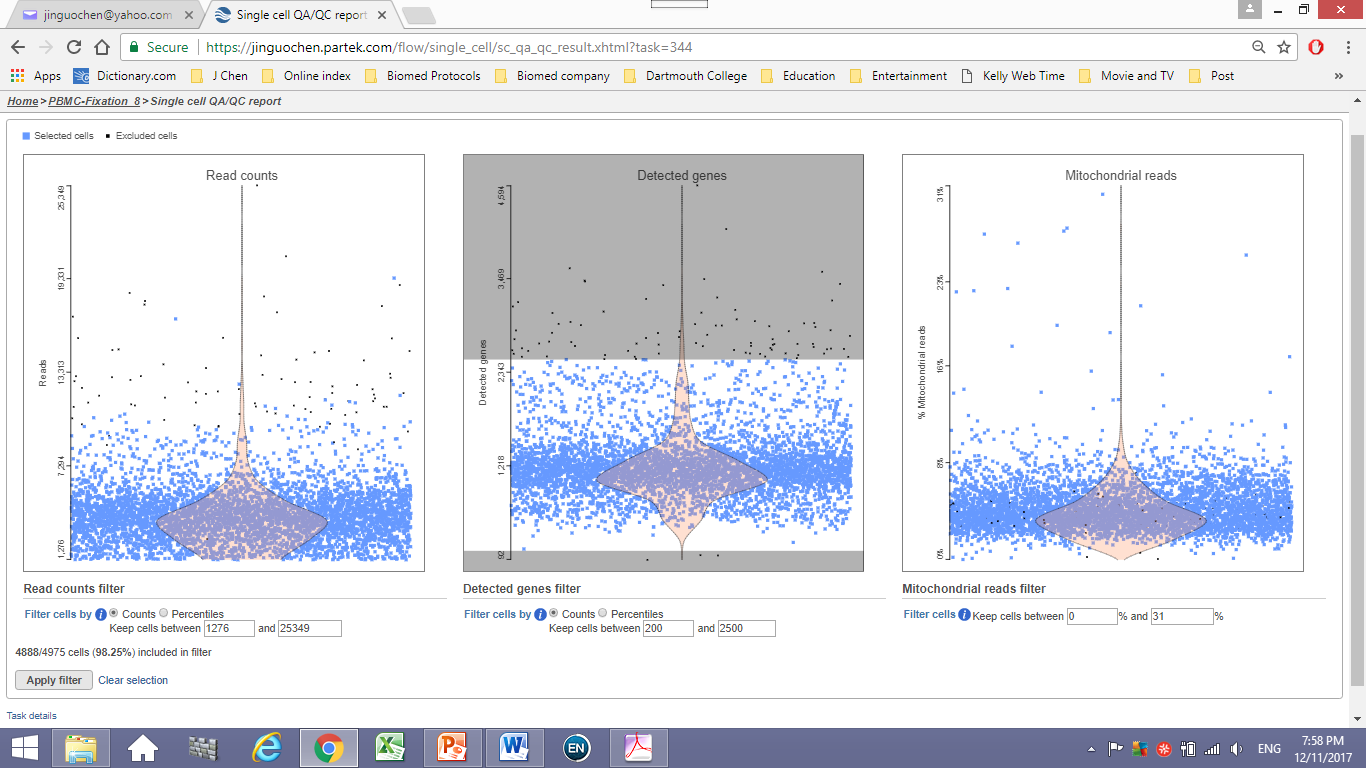 jinguochen@yahoo.com
Single cell QA/QC report
Secure
https://jinguochen.partek.com/flow/single_cell/sc_qa_qc_result.xhtml?task=344
Apps Dictionary.com J Chen Online index Biomed Protocols Biomed company Dartmouth College Education Entertainment Kelly Web Time Movie and TV Post »
Home > PBMC-Fixation_8 > Single cell QA/QC report
Selected cells Excluded cells
Read counts
Reads
25,349
19,331
13,313
7,294
1,276
Detected genes
Detected genes
4,594
3,469
2,343
1,218
92
Mitochondrial reads
% Mitochondrial reads
31%
23%
16%
8%
0%
Read counts filter
Filter cells by i Counts Percentiles
Keep cells between 1276 and 25349
Detected genes filter
Filter cells by i Counts Percentiles
Keep cells between 200 and 2500
Mitochondrial reads filter
Filter cells i Keep cells between 0 % and 31 %
4888/4975 cells (98.25%) included in filter
Apply filter Clear selection
Task details
EN
ENG
7:58 PM
12/11/2017